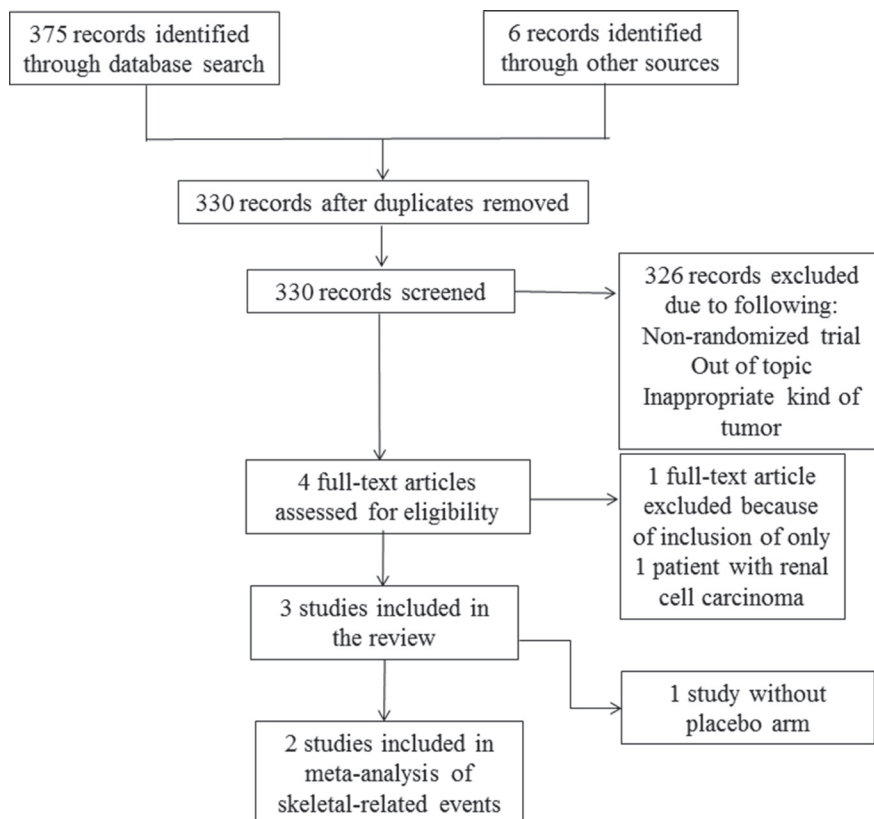 375 records identified
through database search
6 records identified
through other sources
330 records after duplicates removed
330 records screened
326 records excluded
due to following:
Non-randomized trial
Out of topic
Inappropriate kind of
tumor
4 full-text articles
assessed for eligibility
1 full-text article
excluded because
of inclusion of only
1 patient with renal
cell carcinoma
3 studies included in
the review
1 study without
placebo arm
2 studies included in
meta-analysis of
skeletal-related events